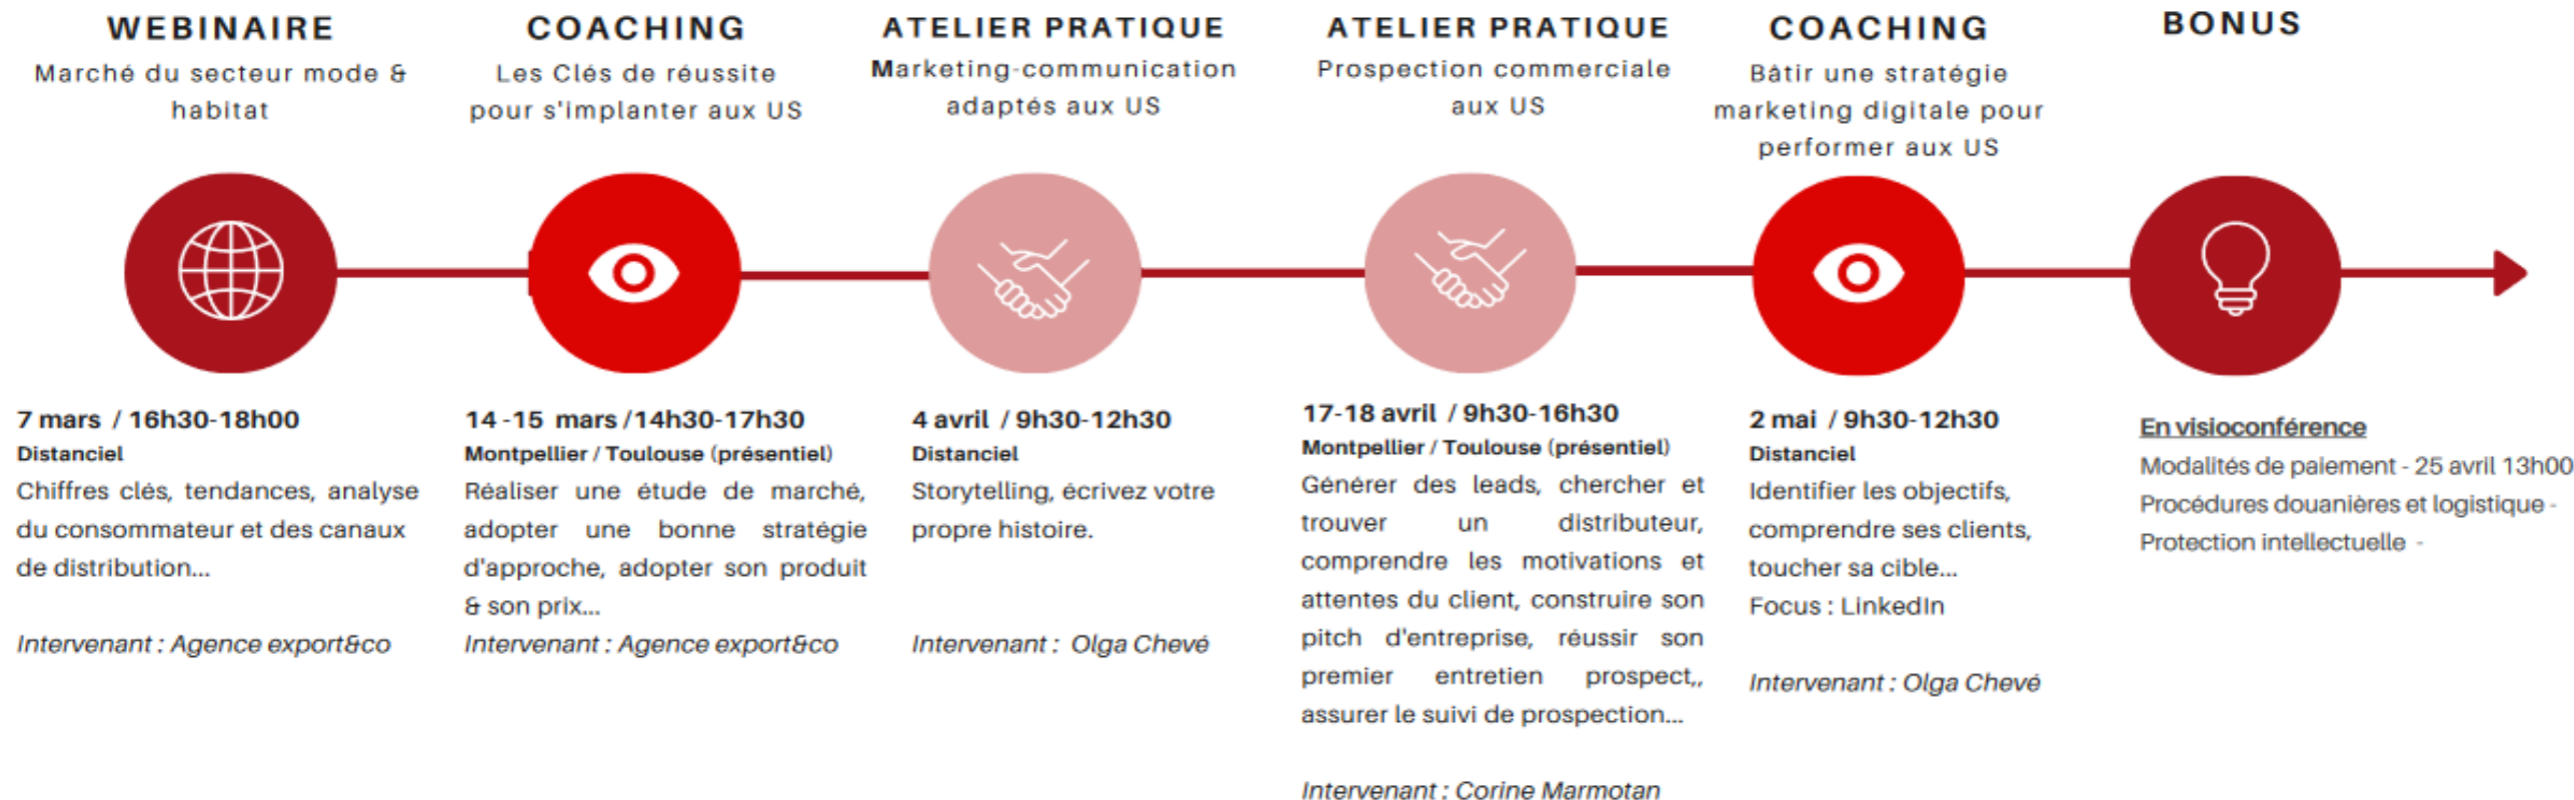 WEBINAIRE
Marché du secteur mode &
habitat
7 mars / 16h30-18h00
Distanciel
Chiffres clés, tendances, analyse
du consommateur et des canaux
de distribution...
Intervenant : Agence export&co
COACHING
Les Clés de réussite
pour s'implanter aux US
14 -15 mars /14h30-17h30
Montpellier / Toulouse (présentiel)
Réaliser une étude de marché,
adopter une bonne stratégie
d'approche, adopter son produit
& son prix...
Intervenant : Agence export&co
ATELIER PRATIQUE
Marketing-communication
adaptés aux US
4 avril / 9h30-12h30
Distanciel
Storytelling, écrivez votre
propre histoire.
Intervenant : Olga Chevé
ATELIER PRATIQUE
Prospection commerciale
aux US
17-18 avril / 9h30-16h30
Montpellier / Toulouse (présentiel)
Générer des leads, chercher et
trouver un distributeur,
comprendre les motivations et
attentes du client, construire son
pitch d'entreprise, réussir son
premier entretien prospect,,
assurer le suivi de prospection...
Intervenant : Corine Marmotan
COACHING
Bâtir une stratégie
marketing digitale pour
performer aux US
2 mai / 9h30-12h30
Distanciel
Identifier les objectifs,
comprendre ses clients,
toucher sa cible...
Focus : LinkedIn
Intervenant : Olga Chevé
BONUS
En visioconférence
Modalités de paiement - 25 avril 13h00
Procédures douanières et logistique -
Protection intellectuelle -